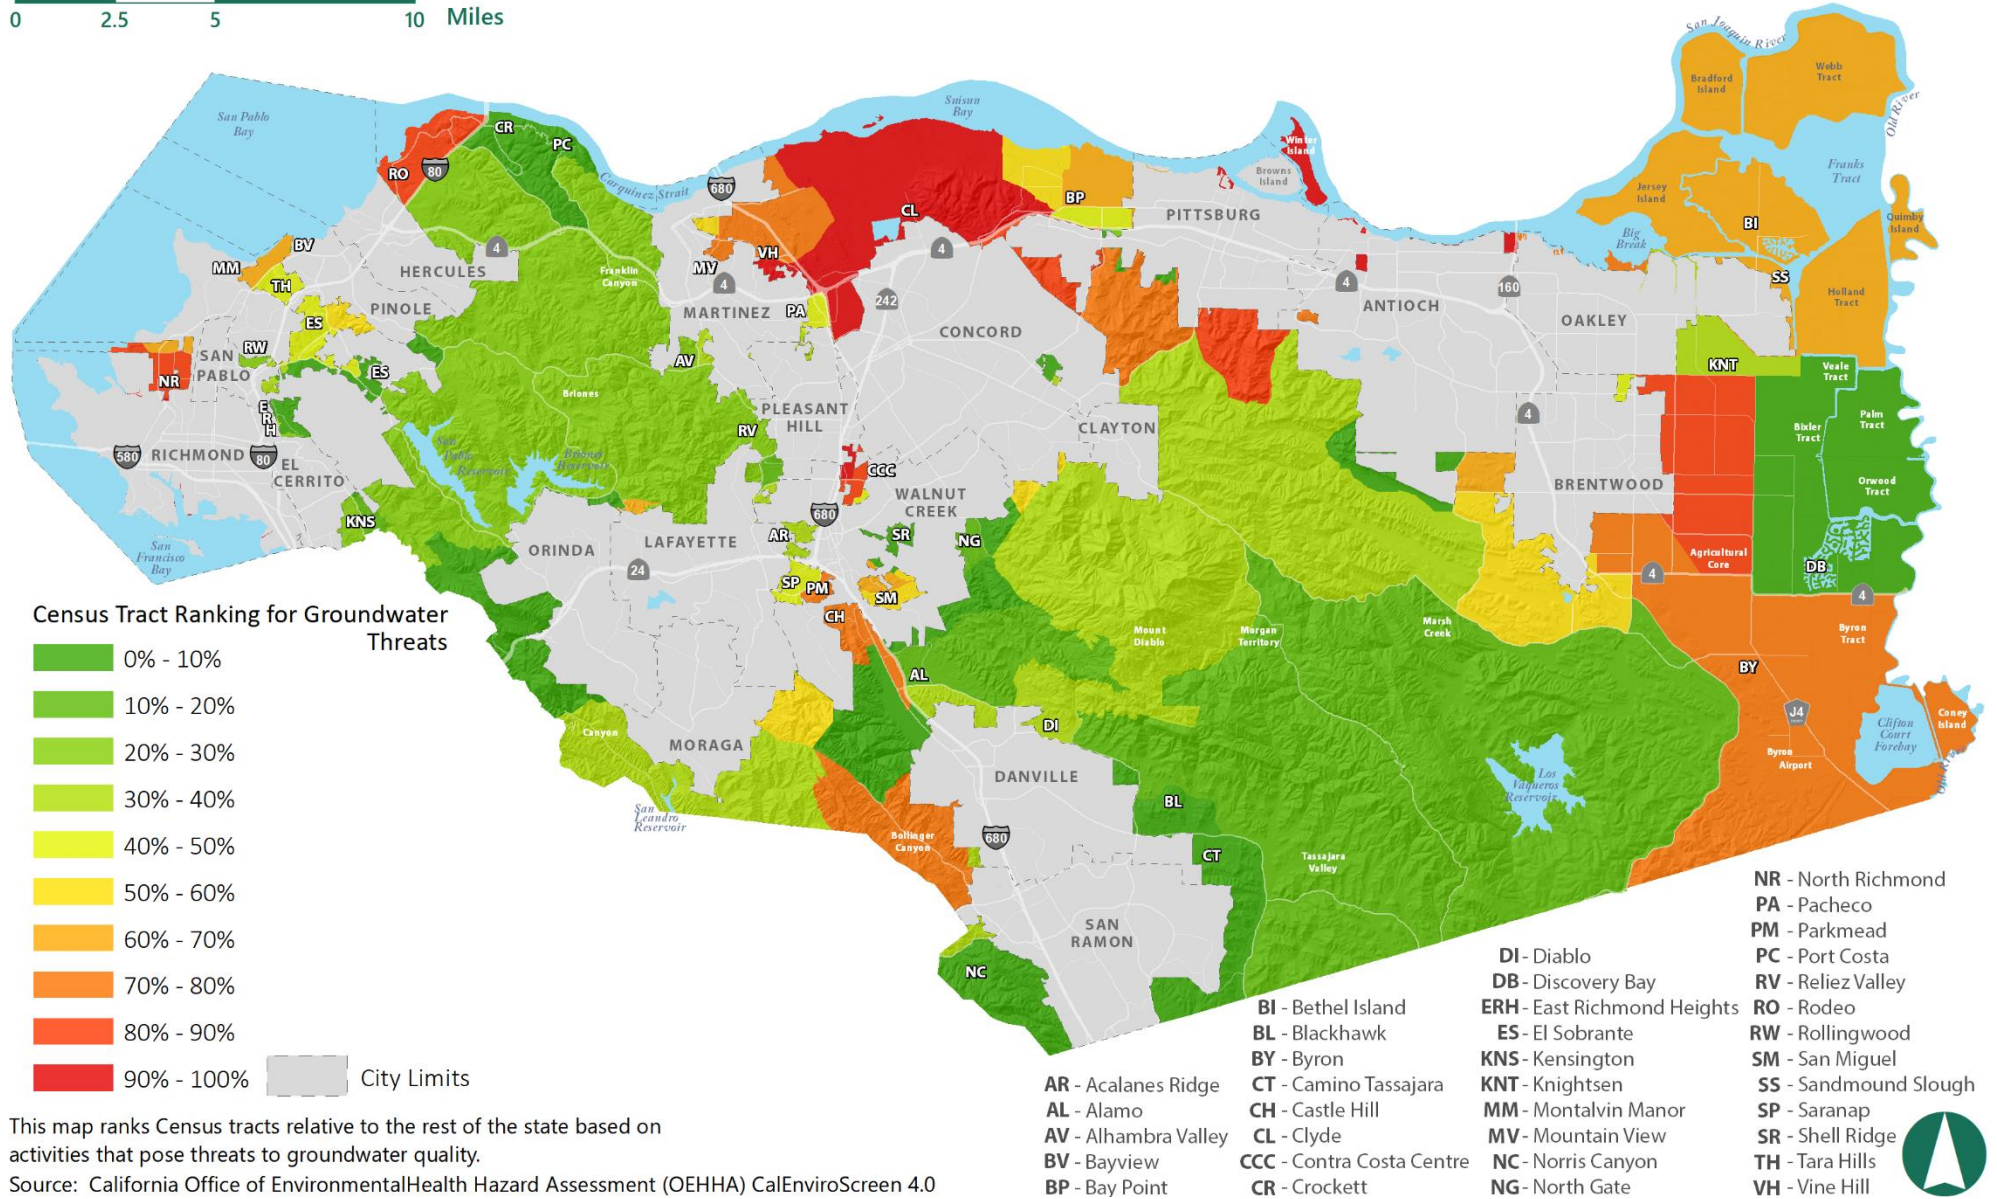 0 2.5 5 10 Miles
San Joaquin River
Bradford
Island
Webb
Tract
Old River
San Pablo
Bay
Suisun
Bay
CR
PC
RO
80
Carquinez Strait
680
Winter
Island
Browns
Island
Franks
Tract
Jersey
Island
BP
CL
PITTSBURG
BI
Quimby
Island
Big
Break
BV
MM
TH
HERCULES
4
Franklin
Canyon
MV
VH
4
4
SS
Holland
Tract
ES
PINOLE
MARTINEZ
PA
242
CONCORD
4
ANTIOCH
160
OAKLEY
SAN
PABLO
RW
NR
ES
AV
KNT
Veale
Tract
Briones
PLEASANT
HILL
RV
CLAYTON
4
Palm
Tract
Bixler
Tract
E
R
H
580
RICHMOND
80
EL
CERRITO
San
Pablo
Reservoir
Briones
Reservoir
CCC
WALNUT
CREEK
BRENTWOOD
Orwood
Tract
KNS
680
AR
SR
NG
San
Francisco
Bay
ORINDA
LAFAYETTE
24
SP
PM
SM
Agricultural
Core
4
DB
4
CH
Mount
Diablo
Morgan
Territory
Marsh
Creek
Byron
Tract
AL
BY
DI
Canyon
MORAGA
DANVILLE
J4
Clifton
Court
Forebay
Coney
Island
Byron
Airport
Old River
Los
Vaqueros
Reservoir
BL
San
Leandro
Reservoir
Bollinger
Canyon
680
CT
Tassajara
Valley
SAN
RAMON
NC
Census Tract Ranking for Groundwater
Threats
0% - 10%
10% - 20%
20% - 30%
30% - 40%
40% - 50%
50% - 60%
60% - 70%
70% - 80%
80% - 90%
90% - 100%
City Limits
This map ranks Census tracts relative to the rest of the state based on
activities that pose threats to groundwater quality.
Source: California Office of EnvironmentalHealth Hazard Assessment (OEHHA) CalEnviroScreen 4.0
AR - Acalanes Ridge
AL - Alamo
AV - Alhambra Valley
BV - Bayview
BP - Bay Point
BI - Bethel Island
BL - Blackhawk
BY - Byron
CT - Camino Tassajara
CH - Castle Hill
CL - Clyde
CCC - Contra Costa Centre
CR - Crockett
DI - Diablo
DB - Discovery Bay
ERH - East Richmond Heights
ES - El Sobrante
KNS - Kensington
KNT - Knightsen
MM - Montalvin Manor
MV - Mountain View
NC - Norris Canyon
NG - North Gate
NR - North Richmond
PA - Pacheco
PM - Parkmead
PC - Port Costa
RV - Reliez Valley
RO - Rodeo
RW - Rollingwood
SM - San Miguel
SS - Sandmound Slough
SP - Saranap
SR - Shell Ridge
TH - Tara Hills
VH - Vine Hill